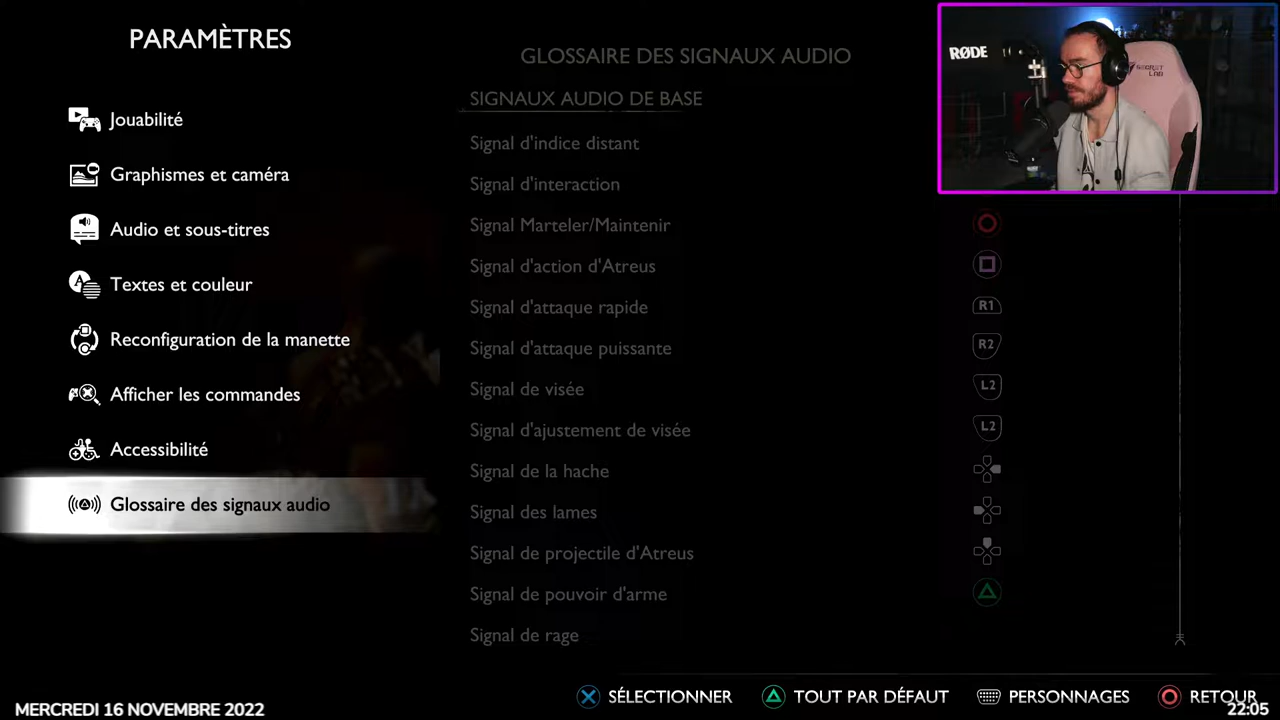 PARAMÈTRES
Jouabilité
Graphismes et caméra
Audio et sous-titres
Textes et couleur
Reconfiguration de la manette
Afficher les commandes
Accessibilité
Glossaire des signaux audio
GLOSSAIRE DES SIGNAUX AUDIO
SIGNAUX AUDIO DE BASE
Signal d'indice distant
Signal d'interaction
Signal Marteler/Maintenir
Signal d'action d'Atreus
Signal d'attaque rapide
R1
Signal d'attaque puissante
R2
Signal de visée
L2
Signal d'ajustement de visée
L2
Signal de la hache
Signal des lames
Signal de projectile d'Atreus
Signal de pouvoir d'arme
Signal de rage
RØDE
SECRET LAB
SÉLECTIONNER
TOUT PAR DÉFAUT
PERSONNAGES
RETOUR
MERCREDI 16 NOVEMBRE 2022
22:05